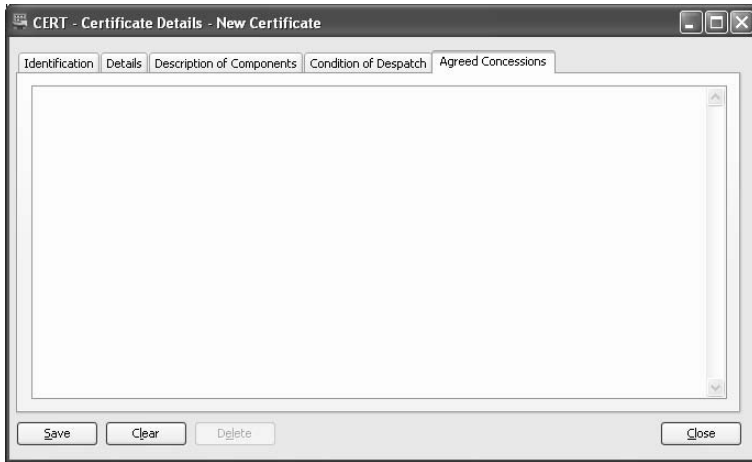 CERT - Certificate Details - New Certificate
Identification Details Description of Components Condition of Despatch Agreed Concessions
Save Clear Delete Close